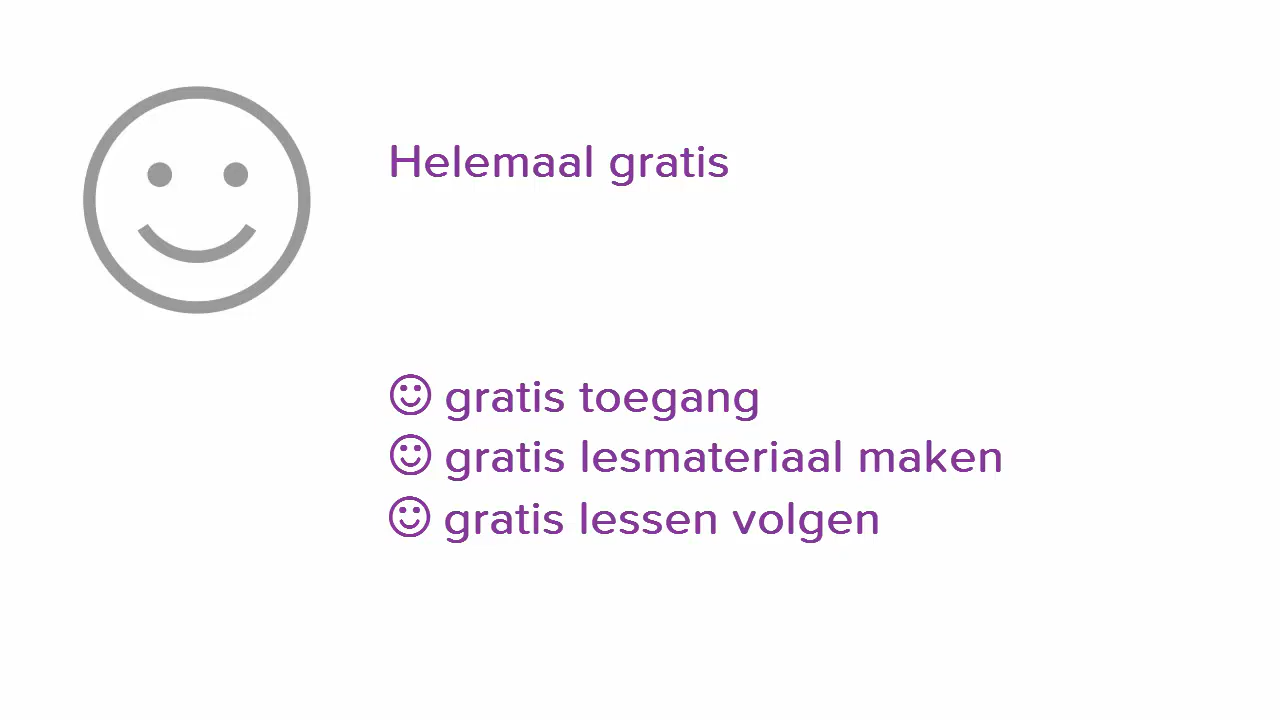 Helemaal gratis
gratis toegang
gratis lesmateriaal maken
gratis lessen volgen